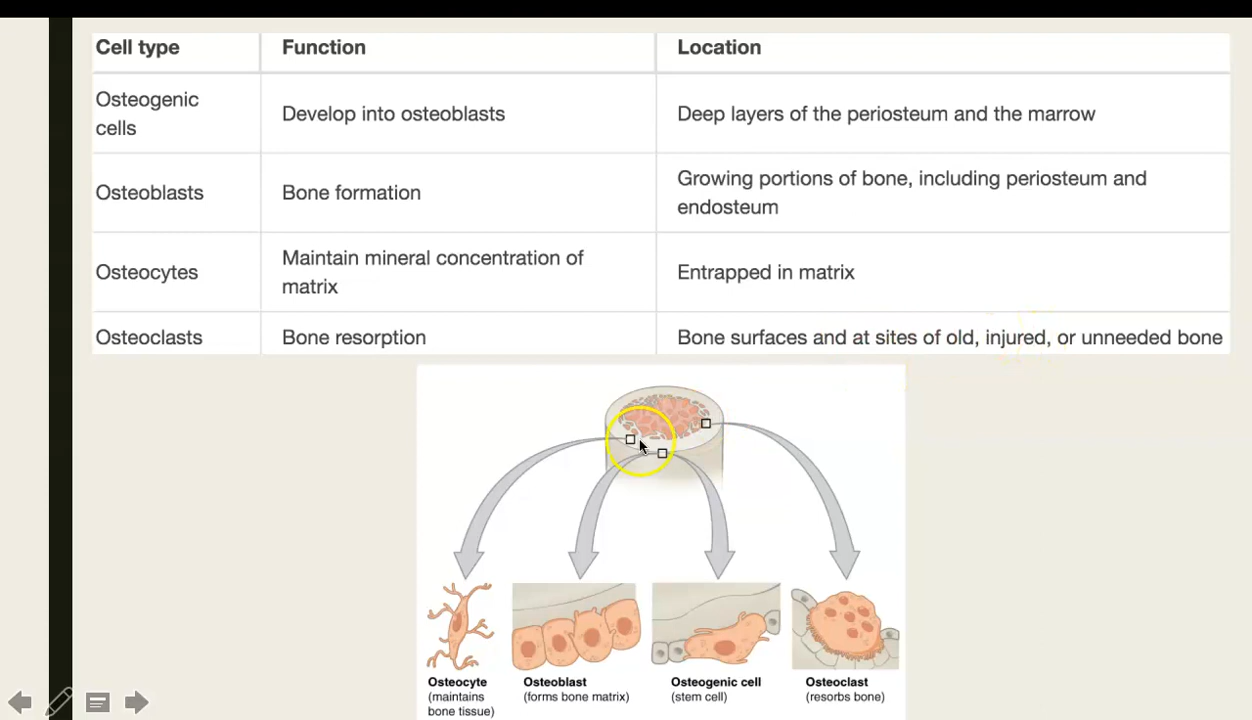 Cell type Function Location
Osteogenic
cells
Develop into osteoblasts
Deep layers of the periosteum and the marrow
Osteoblasts
Bone formation
Growing portions of bone, including periosteum and
endosteum
Osteocytes
Maintain mineral concentration of
matrix
Entrapped in matrix
Osteoclasts
Bone resorption
Bone surfaces and at sites of old, injured, or unneeded bone
Osteocyte
(maintains
bone tissue)
Osteoblast
(forms bone matrix)
Osteogenic cell
(stem cell)
Osteoclast
(resorbs bone)